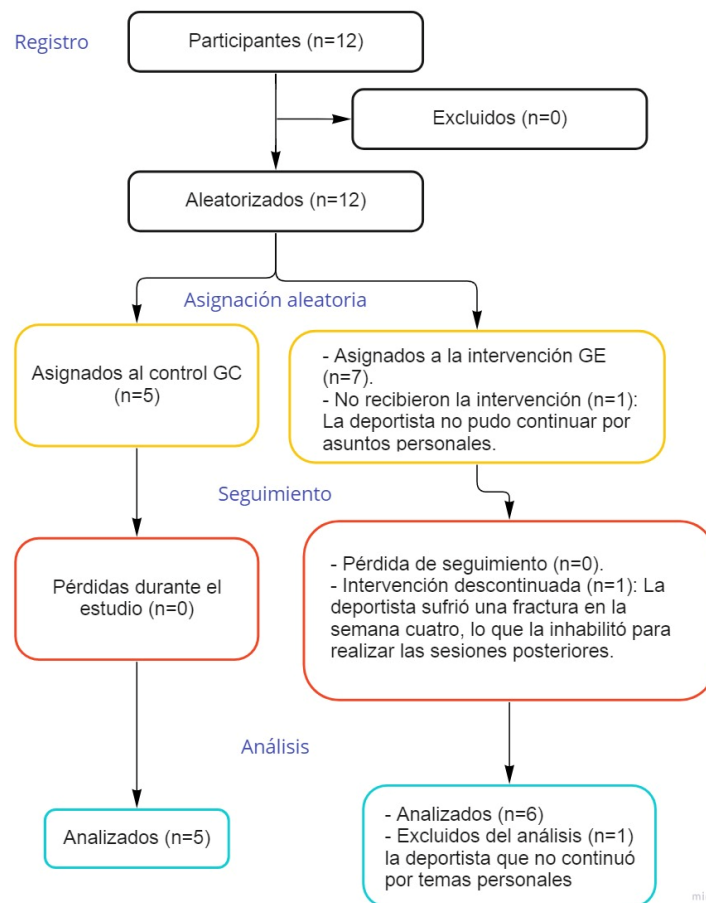 Registro
Participantes (n=12)
Excluidos (n=0)
Aleatorizados (n=12)
Asignación aleatoria
Asignados al control GC
(n=5)
- Asignados a la intervención GE
(n=7).
- No recibieron la intervención (n=1):
La deportista no pudo continuar por
asuntos personales.
Seguimiento
Pérdidas durante el
estudio (n=0)
- Pérdida de seguimiento (n=0).
- Intervención descontinuada (n=1): La
deportista sufrió una fractura en la
semana cuatro, lo que la inhabilitó para
realizar las sesiones posteriores.
Análisis
Analizados (n=5)
- Analizados (n=6)
- Excluidos del análisis (n=1)
la deportista que no continuó
por temas personales